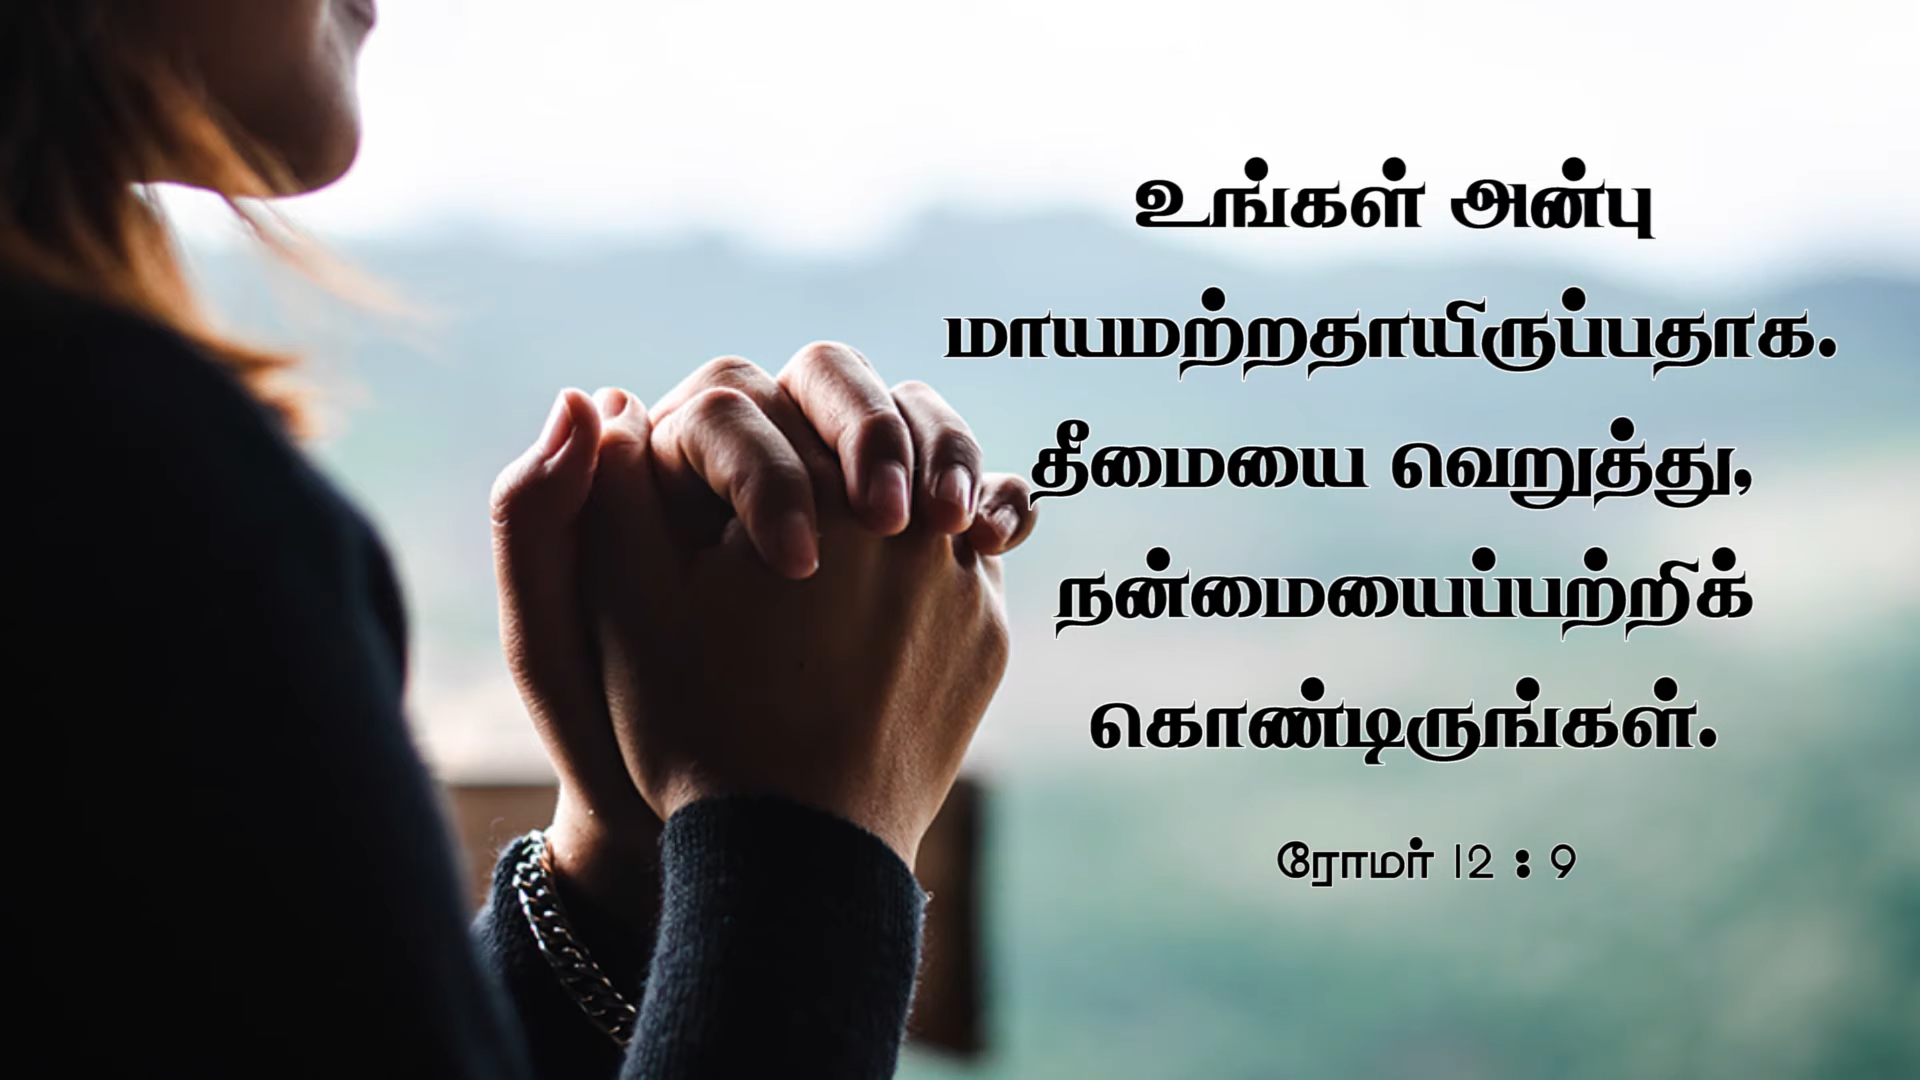 உங்கள் அன்பு
மாயமற்றதாயிருப்பதாக.
தீமையை வெறுத்து,
நன்மையைப்பற்றிக்
கொண்டிருங்கள்.
ரோமர் 12 : 9